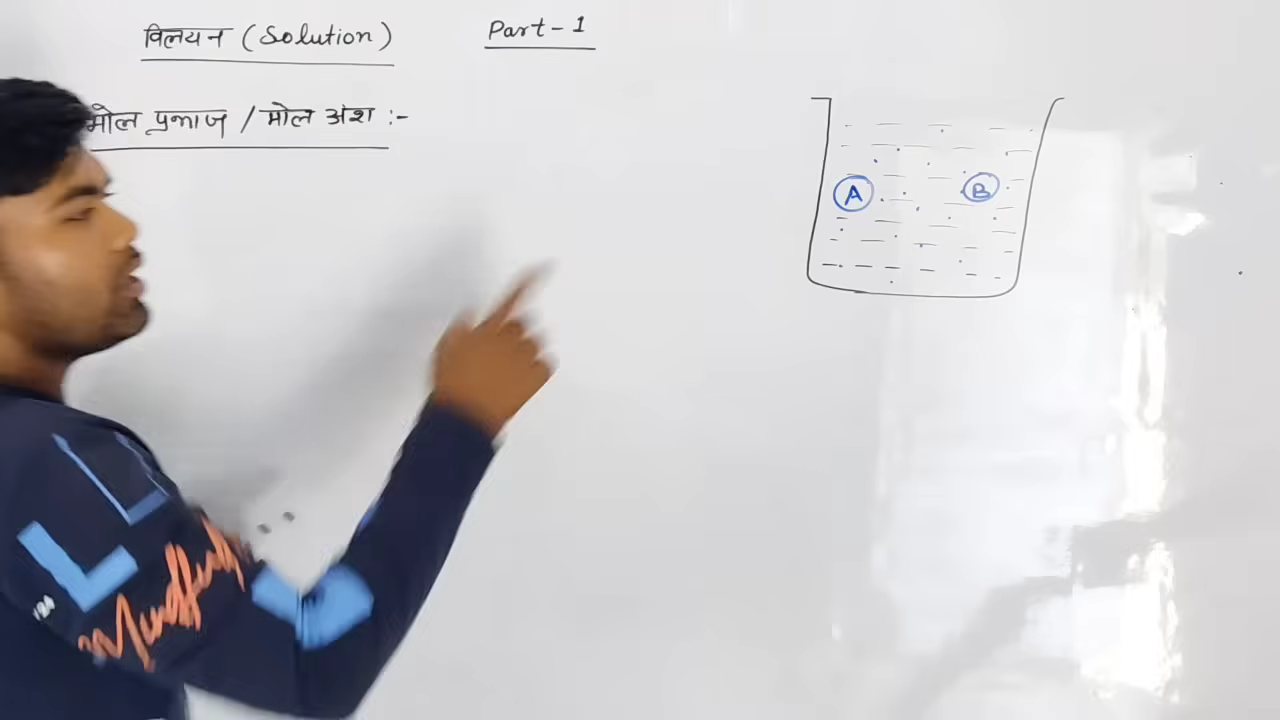 विलयन (Solution) Part-1
मोल प्रभाज / मोल अंश :-
A B